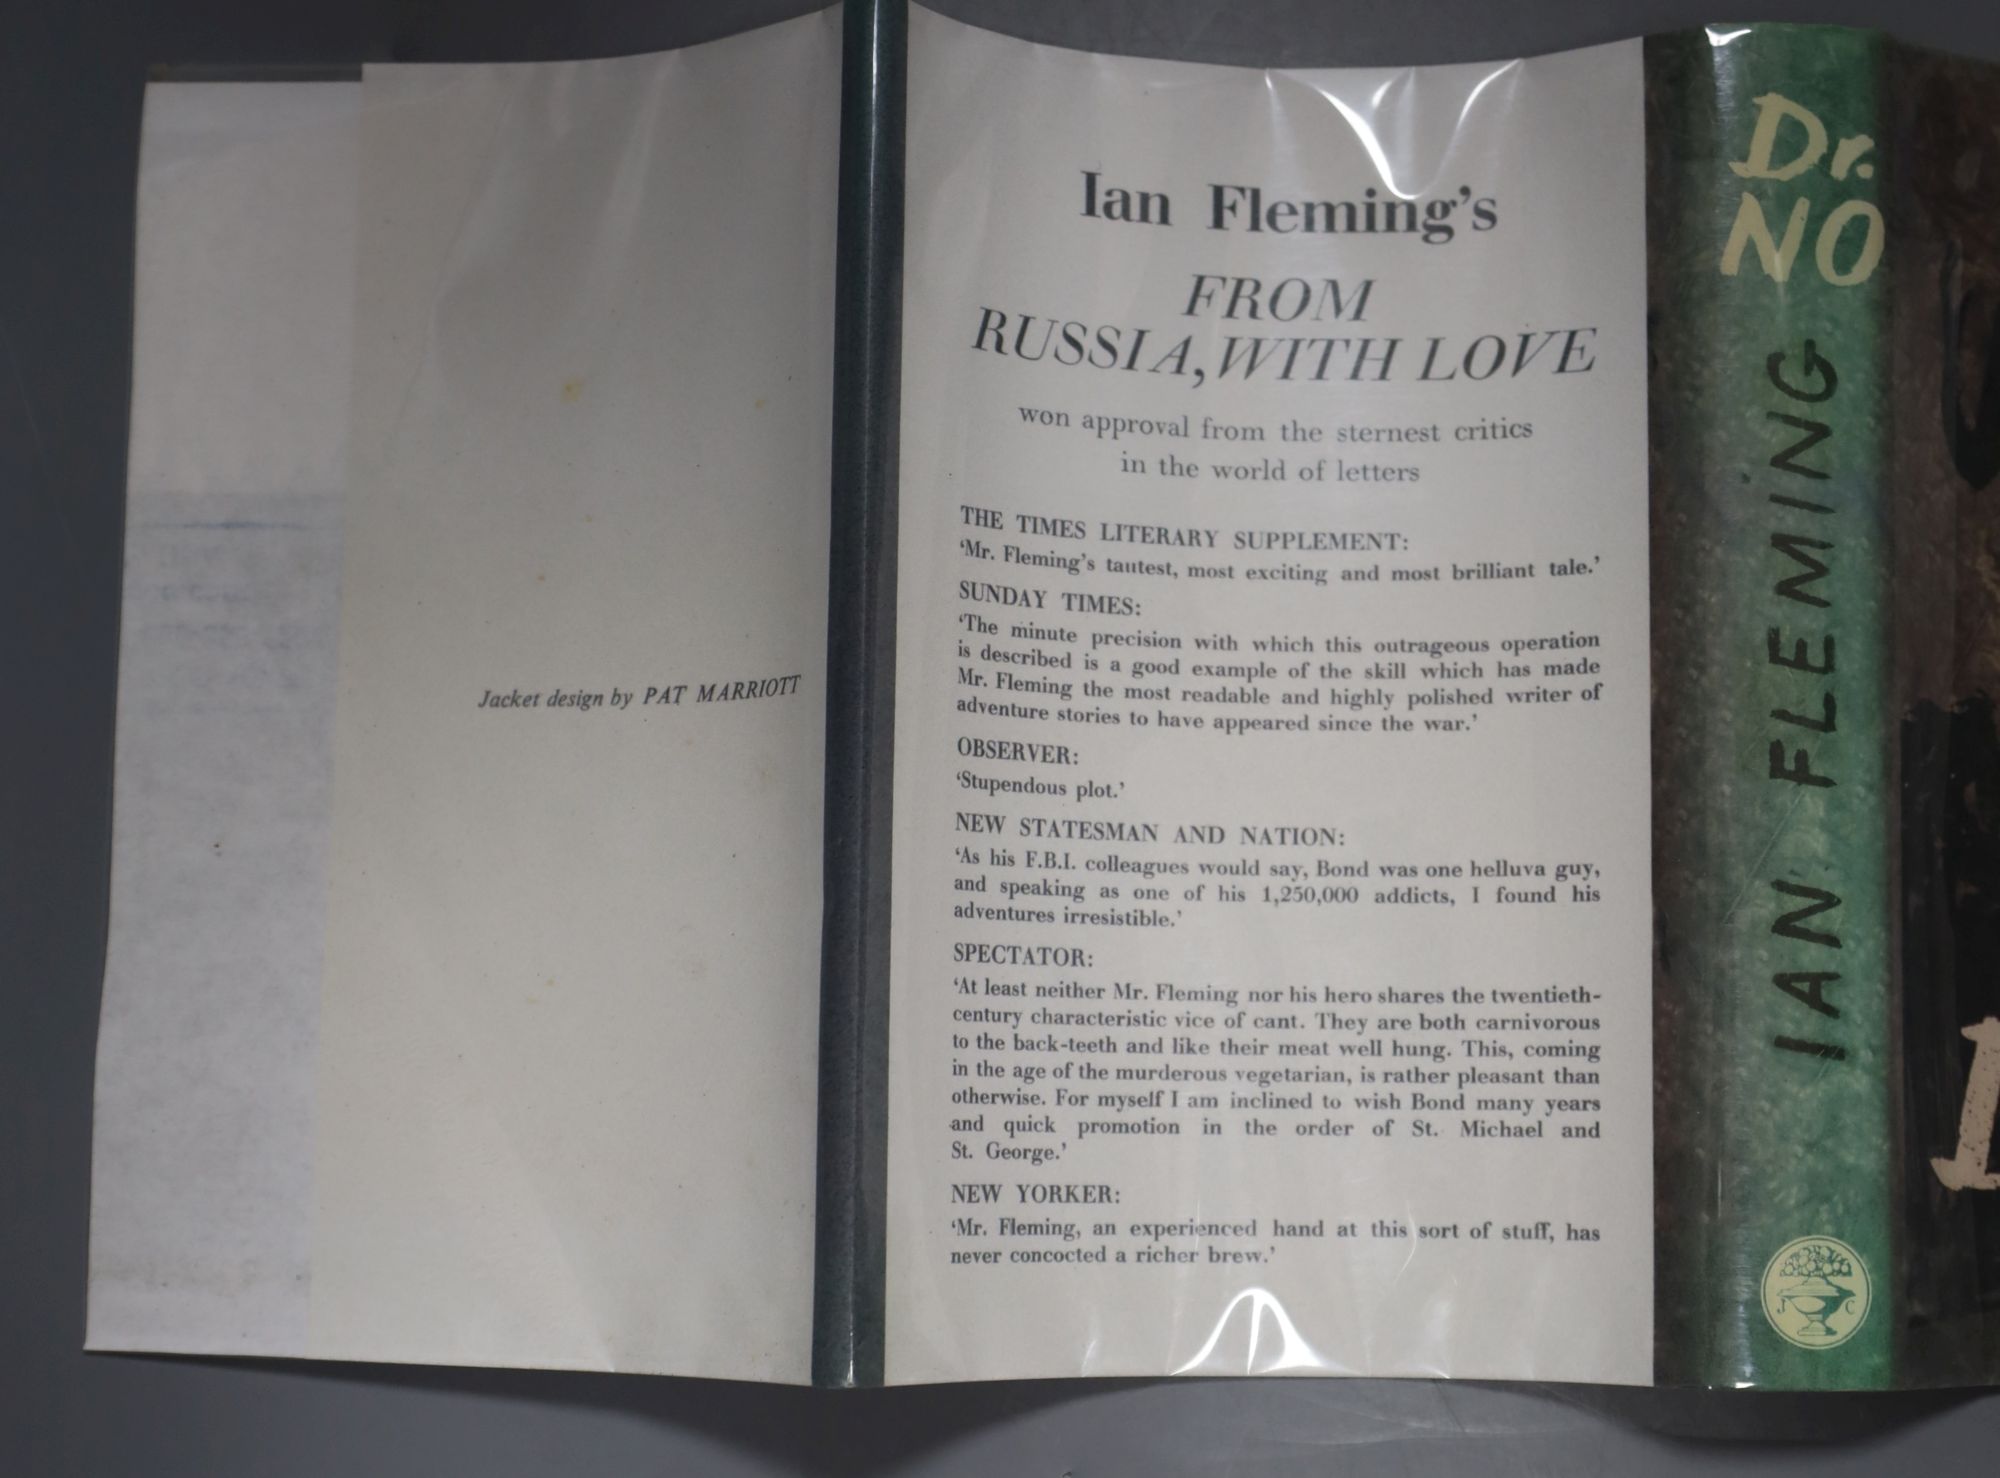 Jacket design by PAT MARRIOTT
Ian Fleming's
FROM
RUSSIA, WITH LOVE
won approval from the sternest critics
in the world of letters
THE TIMES LITERARY SUPPLEMENT:
‘Mr. Fleming's tautest, most exciting and most brilliant tale.’
SUNDAY TIMES:
‘The minute precision with which this outrageous operation
is described is a good example of the skill which has made
Mr. Fleming the most readable and highly polished writer of
adventure stories to have appeared since the war.’
OBSERVER:
‘Stupendous plot.’
NEW STATESMAN AND NATION:
‘As his F.B.I. colleagues would say, Bond was one helluva guy,
and speaking as one of his 1,250,000 addicts, I found his
adventures irresistible.’
SPECTATOR:
‘At least neither Mr. Fleming nor his hero shares the twentieth-
century characteristic vice of cant. They are both carnivorous
to the back-teeth and like their meat well hung. This, coming
in the age of the murderous vegetarian, is rather pleasant than
otherwise. For myself I am inclined to wish Bond many years
and quick promotion in the order of St. Michael and
St. George.’
NEW YORKER:
‘Mr. Fleming, an experienced hand at this sort of stuff, has
never concocted a richer brew.’
Dr.
NO
IAN FLEMING
J C